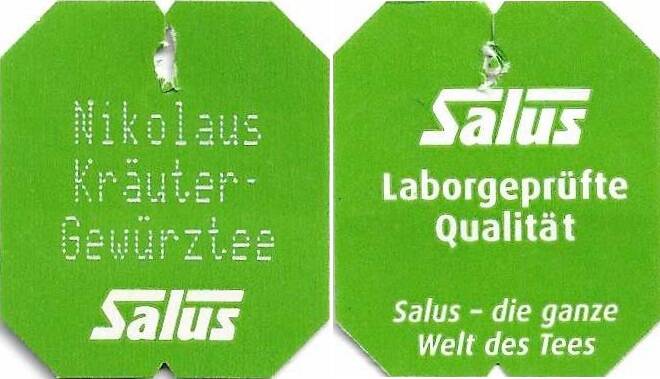 Nikolaus
Kräuter-
Gewürztee
Salus
Salus
Laborgeprüfte
Qualität
Salus - die ganze
Welt des Tees